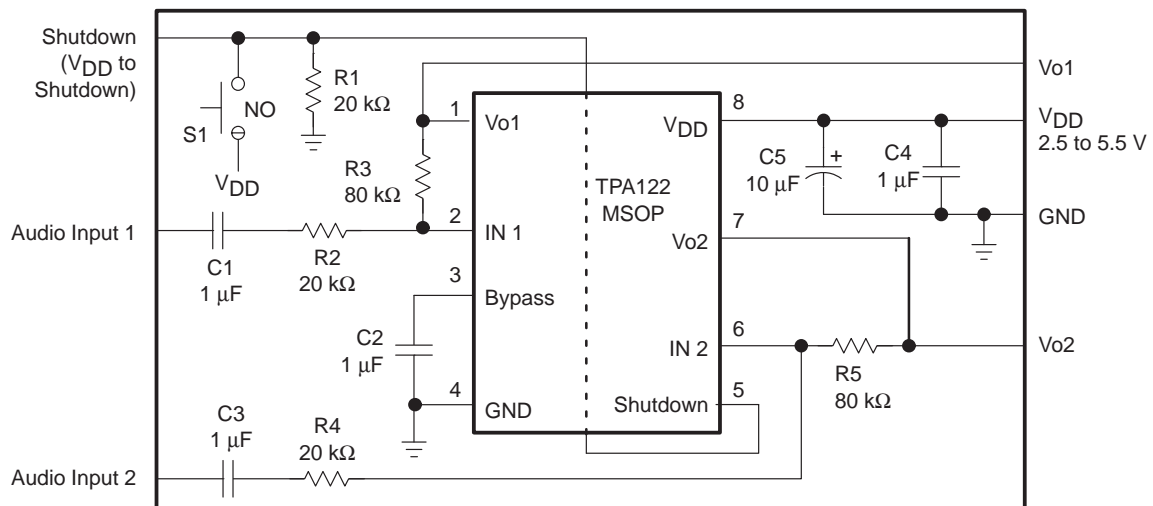 Shutdown
(VDD to
Shutdown)
S1
NO
VDD
R1
20 kΩ
R3
80 kΩ
Audio Input 1
C1
1 μF
R2
20 kΩ
C2
1 μF
Audio Input 2
C3
1 μF
R4
20 kΩ
1
Vo1
2
IN 1
3
Bypass
4
GND
TPA122
MSOP
8
VDD
7
Vo2
6
IN 2
5
Shutdown
C5
+
10 μF
C4
1 μF
R5
80 kΩ
Vo1
VDD
2.5 to 5.5 V
GND
Vo2